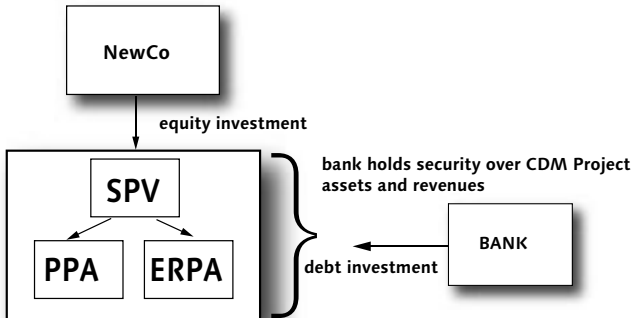 NewCo
equity investment
bank holds security over CDM Project
assets and revenues
SPV
PPA
ERPA
BANK
debt investment